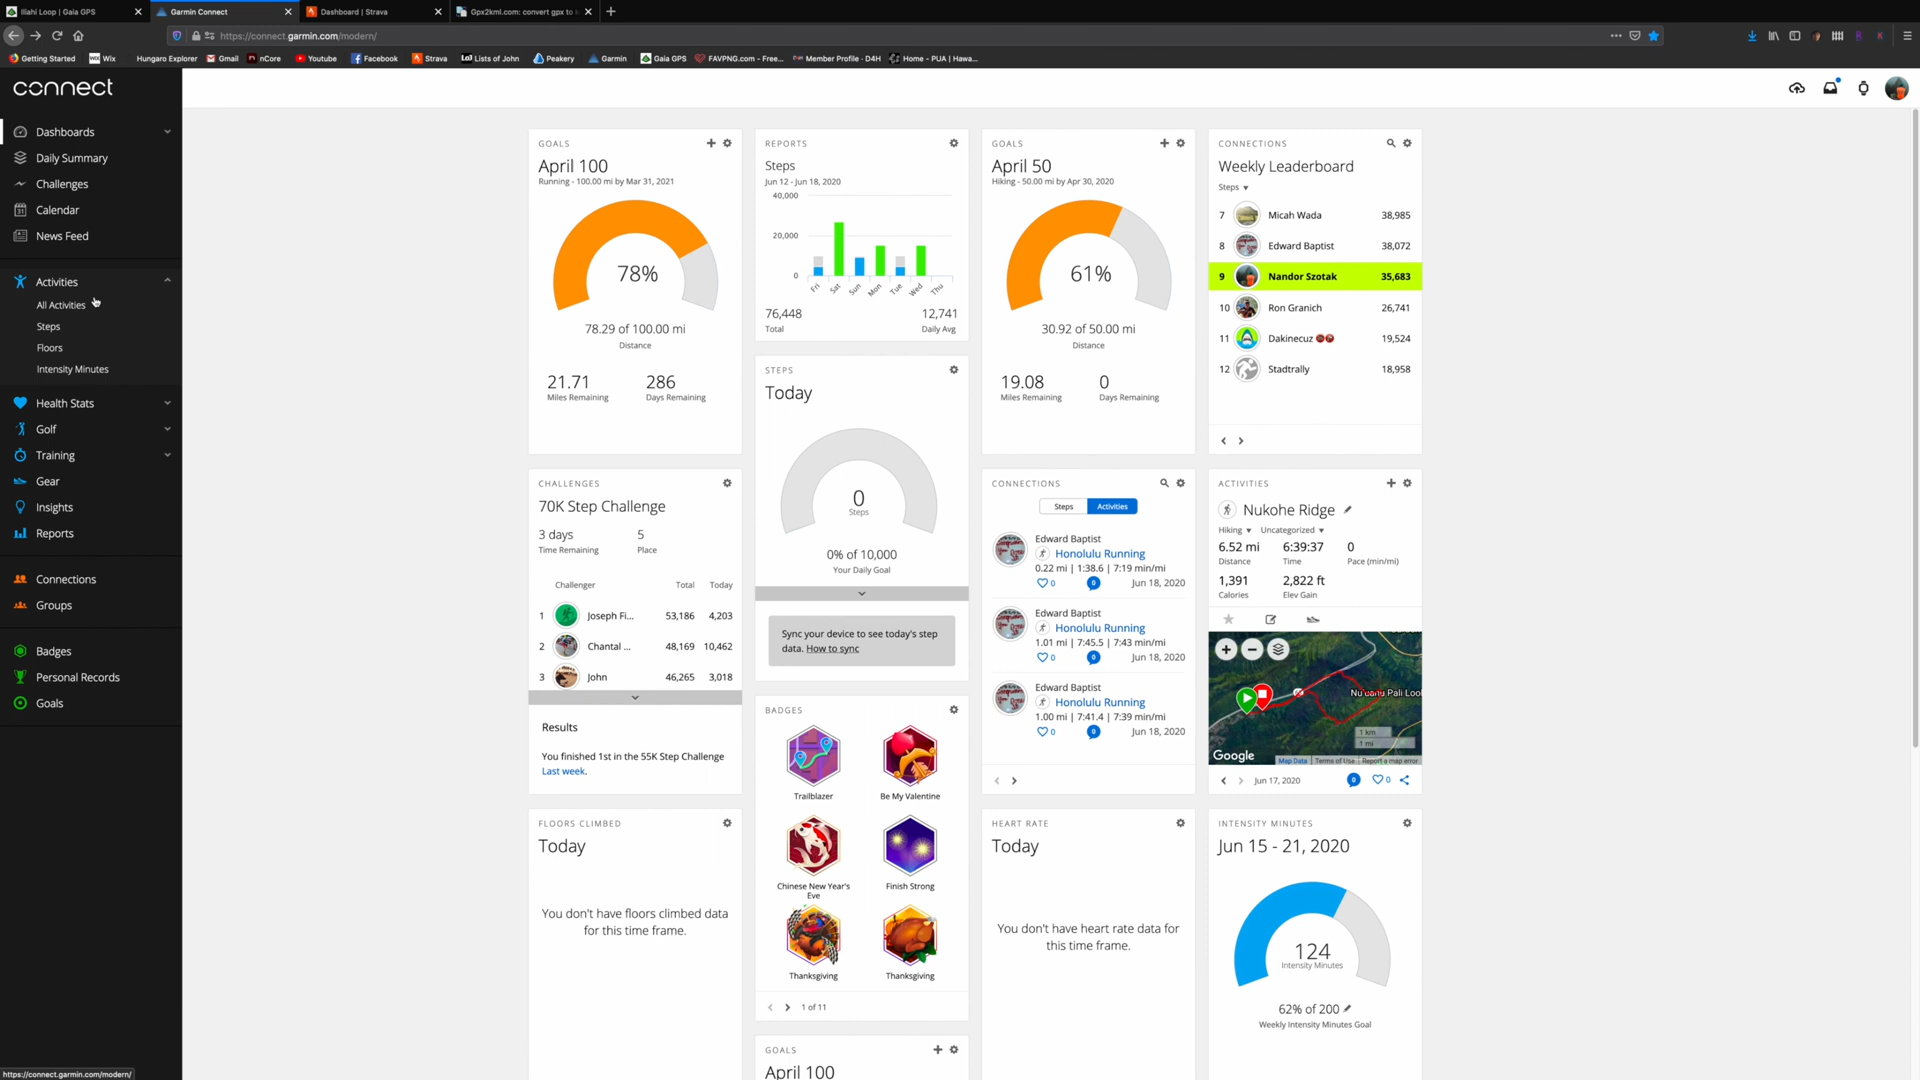 Iliahi Loop | Gaia GPS
Garmin Connect
Dashboard | Strava
Gpx2kml.com: convert gpx to
https://connect.garmin.com/modern/
Getting Started
Wix
Hungaro Explorer
Gmail
nCore
Youtube
Facebook
Strava
Lists of John
Peakery
Garmin
Gaia GPS
FAVPNG.com - Free...
Member Profile - D4H
Home - PUA | Hawa...
connect
Dashboards
Daily Summary
Challenges
Calendar
News Feed
Activities
All Activities
Steps
Floors
Intensity Minutes
Health Stats
Golf
Training
Gear
Insights
Reports
Connections
Groups
Badges
Personal Records
Goals
GOALS
April 100
Running - 100.00 mi by Mar 31, 2021
78%
78.29 of 100.00 mi
Distance
21.71 286
Miles Remaining Days Remaining
REPORTS
Steps
Jun 12 - Jun 18, 2020
40,000
20,000
0
Fri Sat Sun Mon Tue Wed Thu
76,448 12,741
Total Daily Avg
GOALS
April 50
Hiking - 50.00 mi by Apr 30, 2020
61%
30.92 of 50.00 mi
Distance
19.08 0
Miles Remaining Days Remaining
CONNECTIONS
Weekly Leaderboard
Steps
7 Micah Wada 38,985
8 Edward Baptist 38,072
9 Nandor Szotak 35,683
10 Ron Granich 26,741
11 Dakinecuz 19,524
12 Stadtrally 18,958
CHALLENGES
70K Step Challenge
3 days 5
Time Remaining Place
Challenger Total Today
1 Joseph Fi... 53,186 4,203
2 Chantal ... 48,169 10,462
3 John 46,265 3,018
Results
You finished 1st in the 55K Step Challenge
Last week.
STEPS
Today
0
Steps
0% of 10,000
Your Daily Goal
Sync your device to see today's step
data. How to sync
CONNECTIONS
Steps Activities
Edward Baptist
Honolulu Running
0.22 mi | 1:38.6 | 7:19 min/mi
0 0 Jun 18, 2020
Edward Baptist
Honolulu Running
1.01 mi | 7:45.5 | 7:43 min/mi
0 0 Jun 18, 2020
Edward Baptist
Honolulu Running
1.00 mi | 7:41.4 | 7:39 min/mi
0 0 Jun 18, 2020
ACTIVITIES
Nukohe Ridge
Hiking Uncategorized
6.52 mi 6:39:37 0
Distance Time Pace (min/mi)
1,391 2,822 ft
Calories Elev Gain
Nu'uanu Pali Loo
1 km
1 mi
Google
Map Data Terms of Use Report a map error
Jun 17, 2020 0 0
BADGES
Trailblazer Be My Valentine
Chinese New Year's
Eve
Finish Strong
Thanksgiving Thanksgiving
1 of 11
FLOORS CLIMBED
Today
You don't have floors climbed data
for this time frame.
HEART RATE
Today
You don't have heart rate data for
this time frame.
INTENSITY MINUTES
Jun 15 - 21, 2020
124
Intensity Minutes
62% of 200
Weekly Intensity Minutes Goal
GOALS
April 100
https://connect.garmin.com/modern/